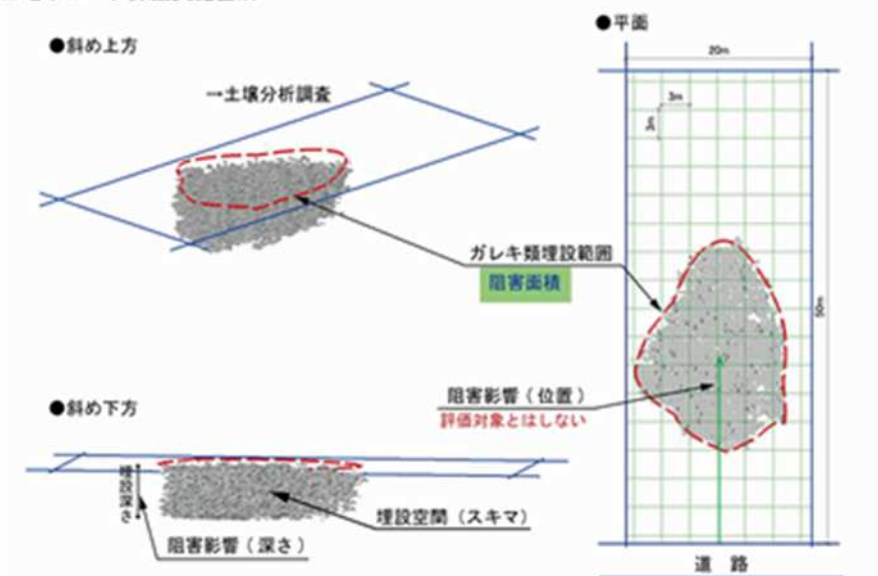 ●斜め上方
→土壌分析調査
●平面
20m
3m
3m
50m
ガレキ類埋設範囲
阻害面積
阻害影響(位置)
評価対象とはしない
●斜め下方
埋設深さ
埋設空間(スキマ)
阻害影響(深さ)
道 路